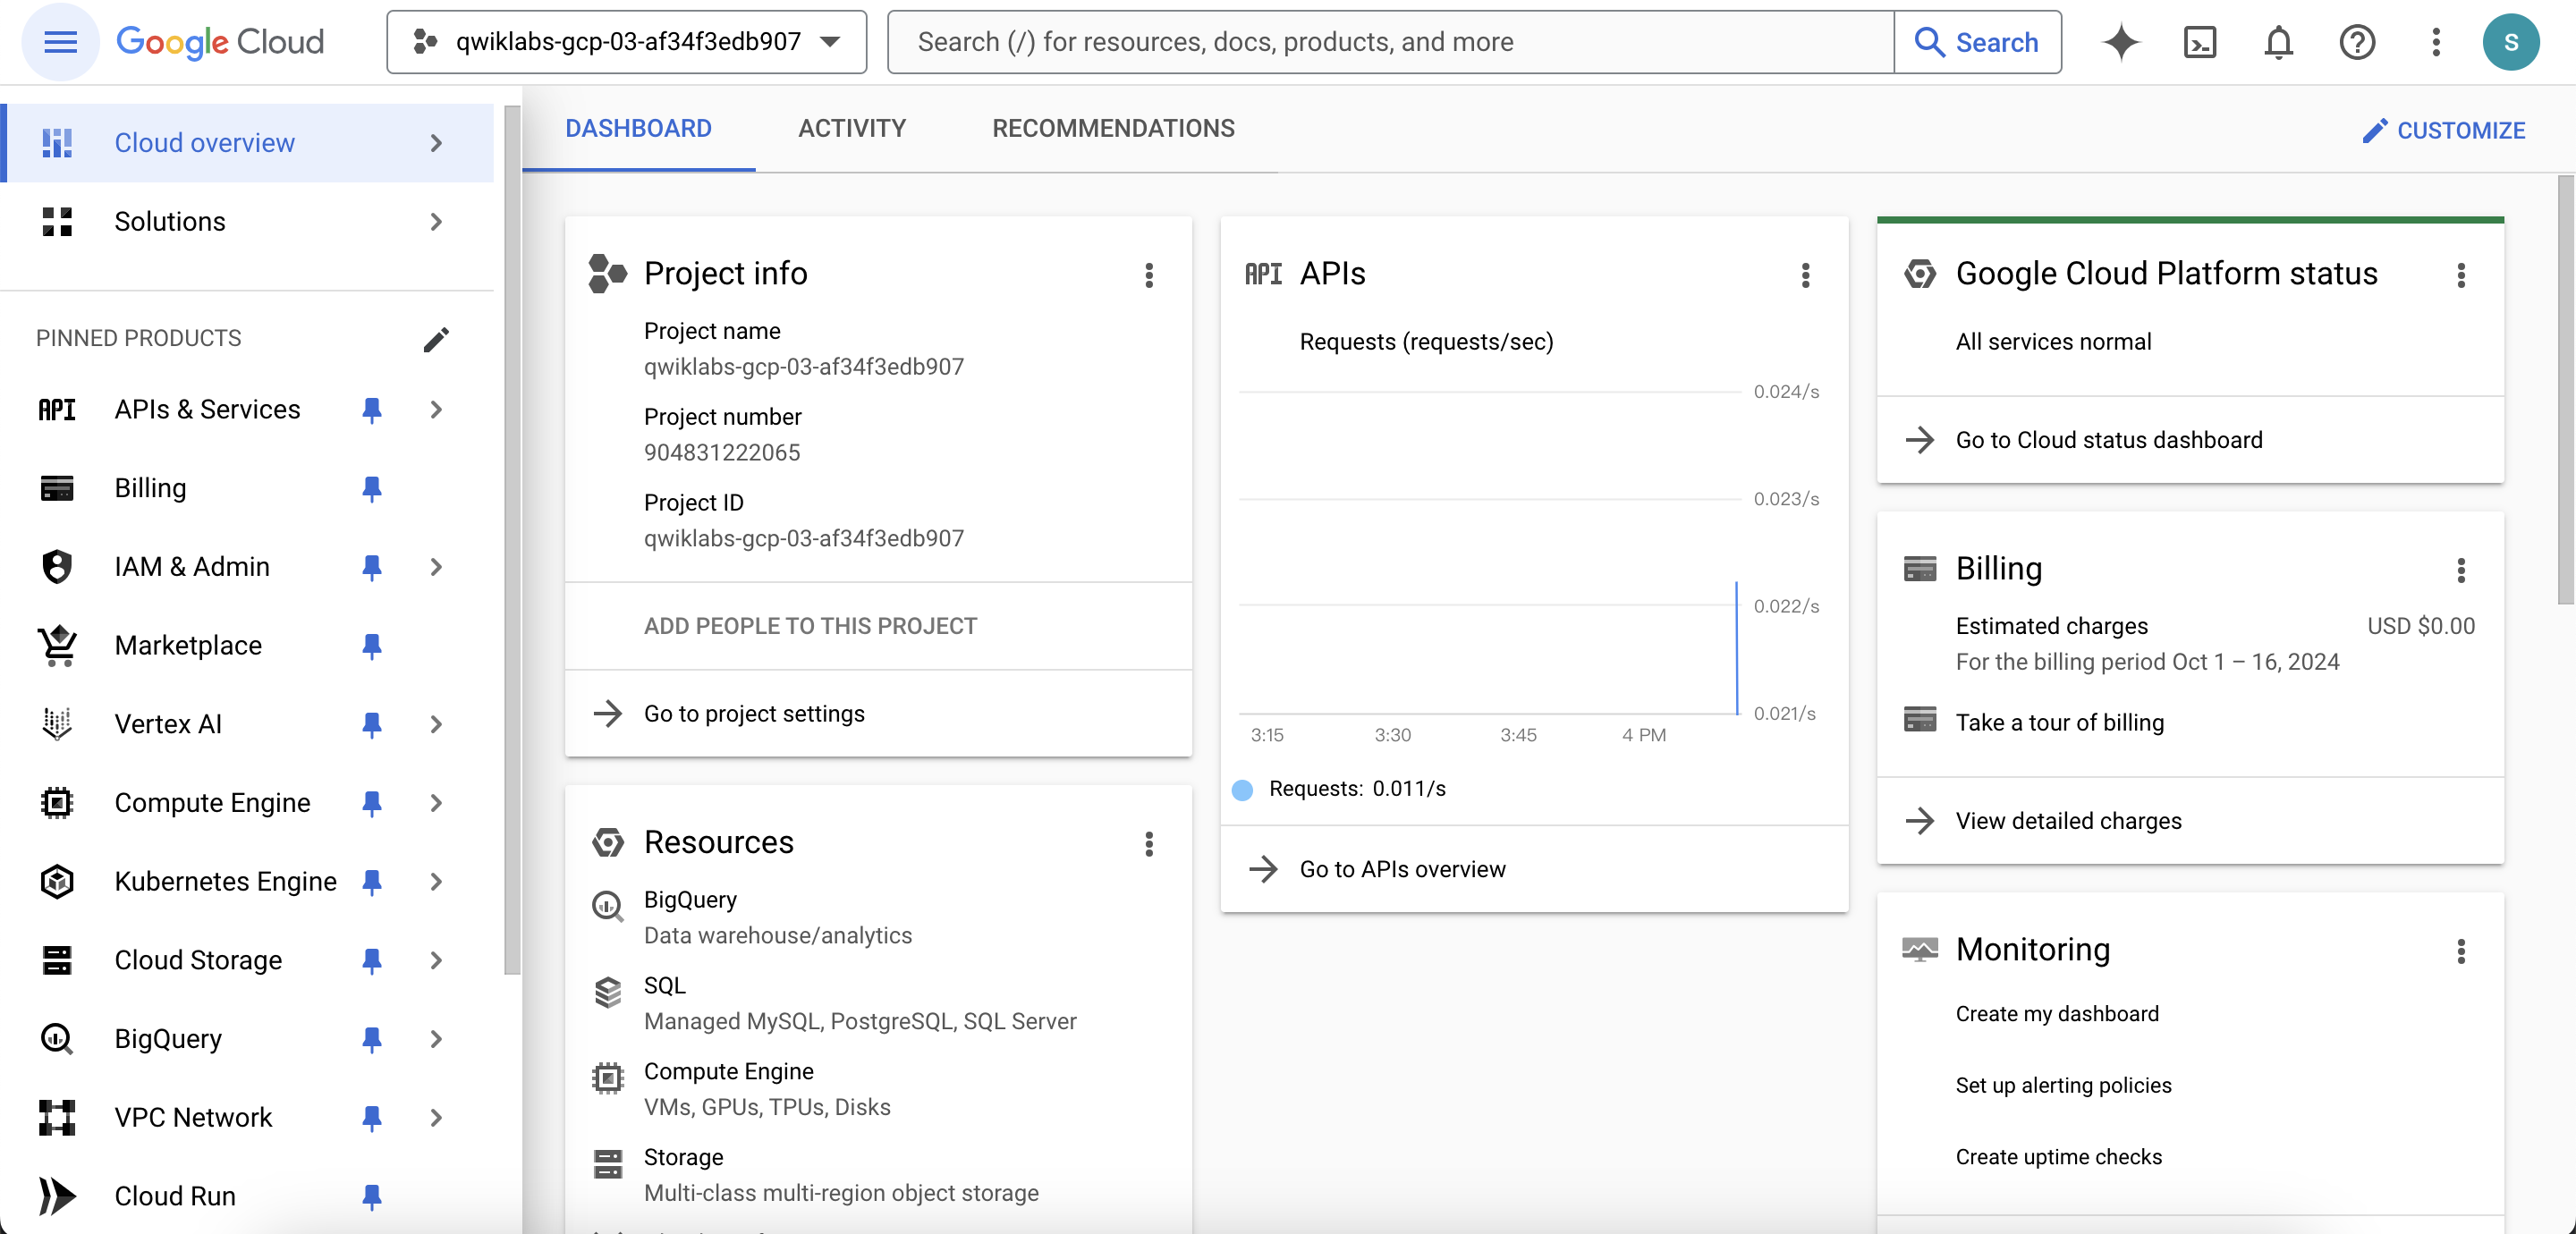 Google Cloud
qwiklabs-gcp-03-af34f3edb907
Search (/) for resources, docs, products, and more
Search
S
Cloud overview
Solutions
PINNED PRODUCTS
API
APIs & Services
Billing
IAM & Admin
Marketplace
Vertex AI
Compute Engine
Kubernetes Engine
Cloud Storage
BigQuery
VPC Network
Cloud Run
DASHBOARD
ACTIVITY
RECOMMENDATIONS
CUSTOMIZE
Project info
Project name
qwiklabs-gcp-03-af34f3edb907
Project number
904831222065
Project ID
qwiklabs-gcp-03-af34f3edb907
ADD PEOPLE TO THIS PROJECT
Go to project settings
Resources
BigQuery
Data warehouse/analytics
SQL
Managed MySQL, PostgreSQL, SQL Server
Compute Engine
VMs, GPUs, TPUs, Disks
Storage
Multi-class multi-region object storage
API APIs
Requests (requests/sec)
0.024/s
0.023/s
0.022/s
0.021/s
3:15 3:30 3:45 4 PM
Requests: 0.011/s
Go to APIs overview
Google Cloud Platform status
All services normal
Go to Cloud status dashboard
Billing
Estimated charges USD $0.00
For the billing period Oct 1 – 16, 2024
Take a tour of billing
View detailed charges
Monitoring
Create my dashboard
Set up alerting policies
Create uptime checks